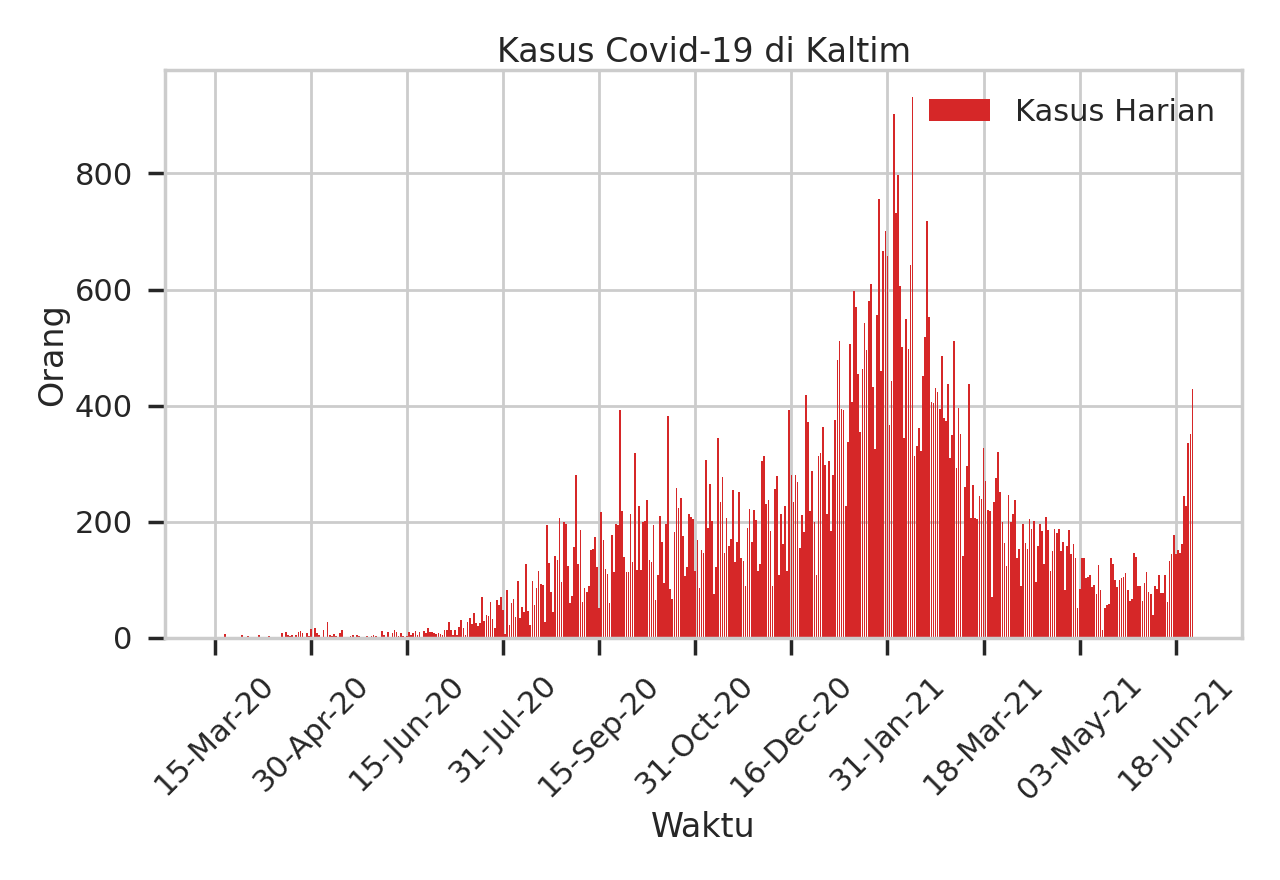 Kasus Covid-19 di Kaltim
Kasus Harian
Orang
800
600
400
200
0
15-Mar-20
30-Apr-20
15-Jun-20
31-Jul-20
15-Sep-20
31-Oct-20
16-Dec-20
31-Jan-21
18-Mar-21
03-May-21
18-Jun-21
Waktu